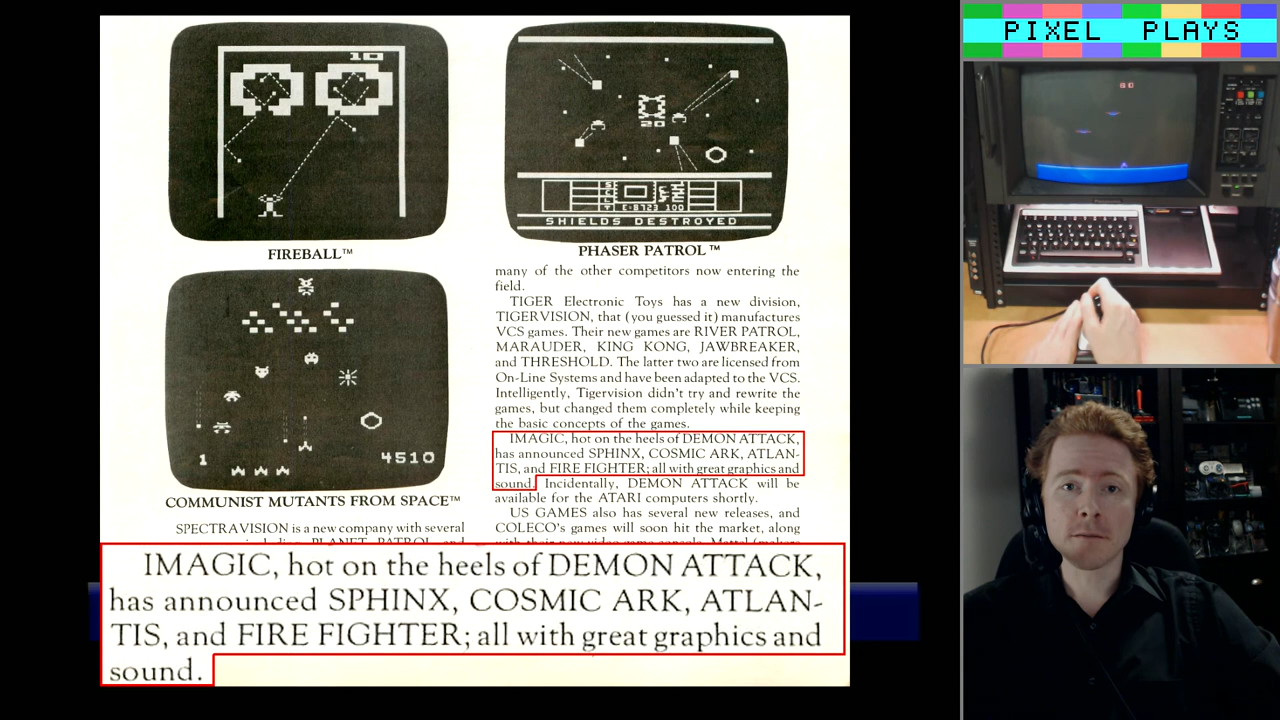 10
FIREBALL™
20
E:8723 100
SHIELDS DESTROYED
PHASER PATROL™
1 4510
COMMUNIST MUTANTS FROM SPACE™
SPECTRAVISION is a new company with several
many of the other competitors now entering the
field.
TIGER Electronic Toys has a new division,
TIGERVISION, that (you guessed it) manufactures
VCS games. Their new games are RIVER PATROL,
MARAUDER, KING KONG, JAWBREAKER,
and THRESHOLD. The latter two are licensed from
On-Line Systems and have been adapted to the VCS.
Intelligently, Tigervision didn't try and rewrite the
games, but changed them completely while keeping
the basic concepts of the games.
IMAGIC, hot on the heels of DEMON ATTACK,
has announced SPHINX, COSMIC ARK, ATLAN-
TIS, and FIRE FIGHTER; all with great graphics and
sound. Incidentally, DEMON ATTACK will be
available for the ATARI computers shortly.
US GAMES also has several new releases, and
COLECO's games will soon hit the market, along
IMAGIC, hot on the heels of DEMON ATTACK,
has announced SPHINX, COSMIC ARK, ATLAN-
TIS, and FIRE FIGHTER; all with great graphics and
sound.
PIXEL PLAYS